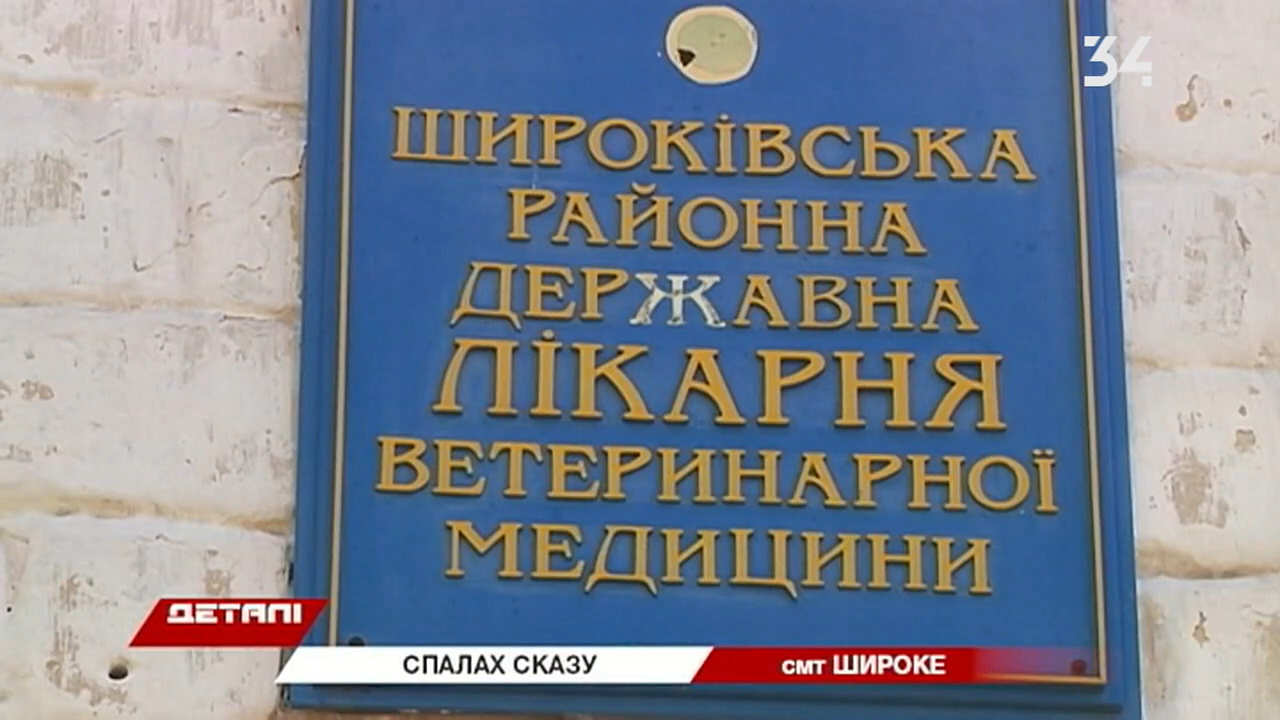 34
ШИРОКІВСЬКА
РАЙОННА
ДЕРЖАВНА
ЛІКАРНЯ
ВЕТЕРИНАРНОЇ
МЕДИЦИНИ
ДЕТАЛІ
СПАЛАХ СКАЗУ
смт ШИРОКЕ